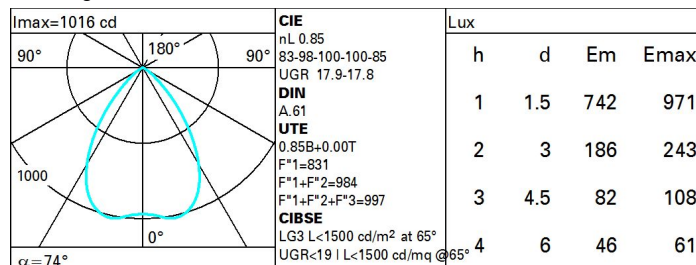 Imax=1016 cd
90° 180° 90°
1000
0°
α=74°
CIE
nL 0.85
83-98-100-100-85
UGR 17.9-17.8
DIN
A.61
UTE
0.85B+0.00T
F"1=831
F"1+F"2=984
F"1+F"2+F"3=997
CIBSE
LG3 L<1500 cd/m² at 65°
UGR<19 | L<1500 cd/mq @65°
Lux
h d Em Emax
1 1.5 742 971
2 3 186 243
3 4.5 82 108
4 6 46 61